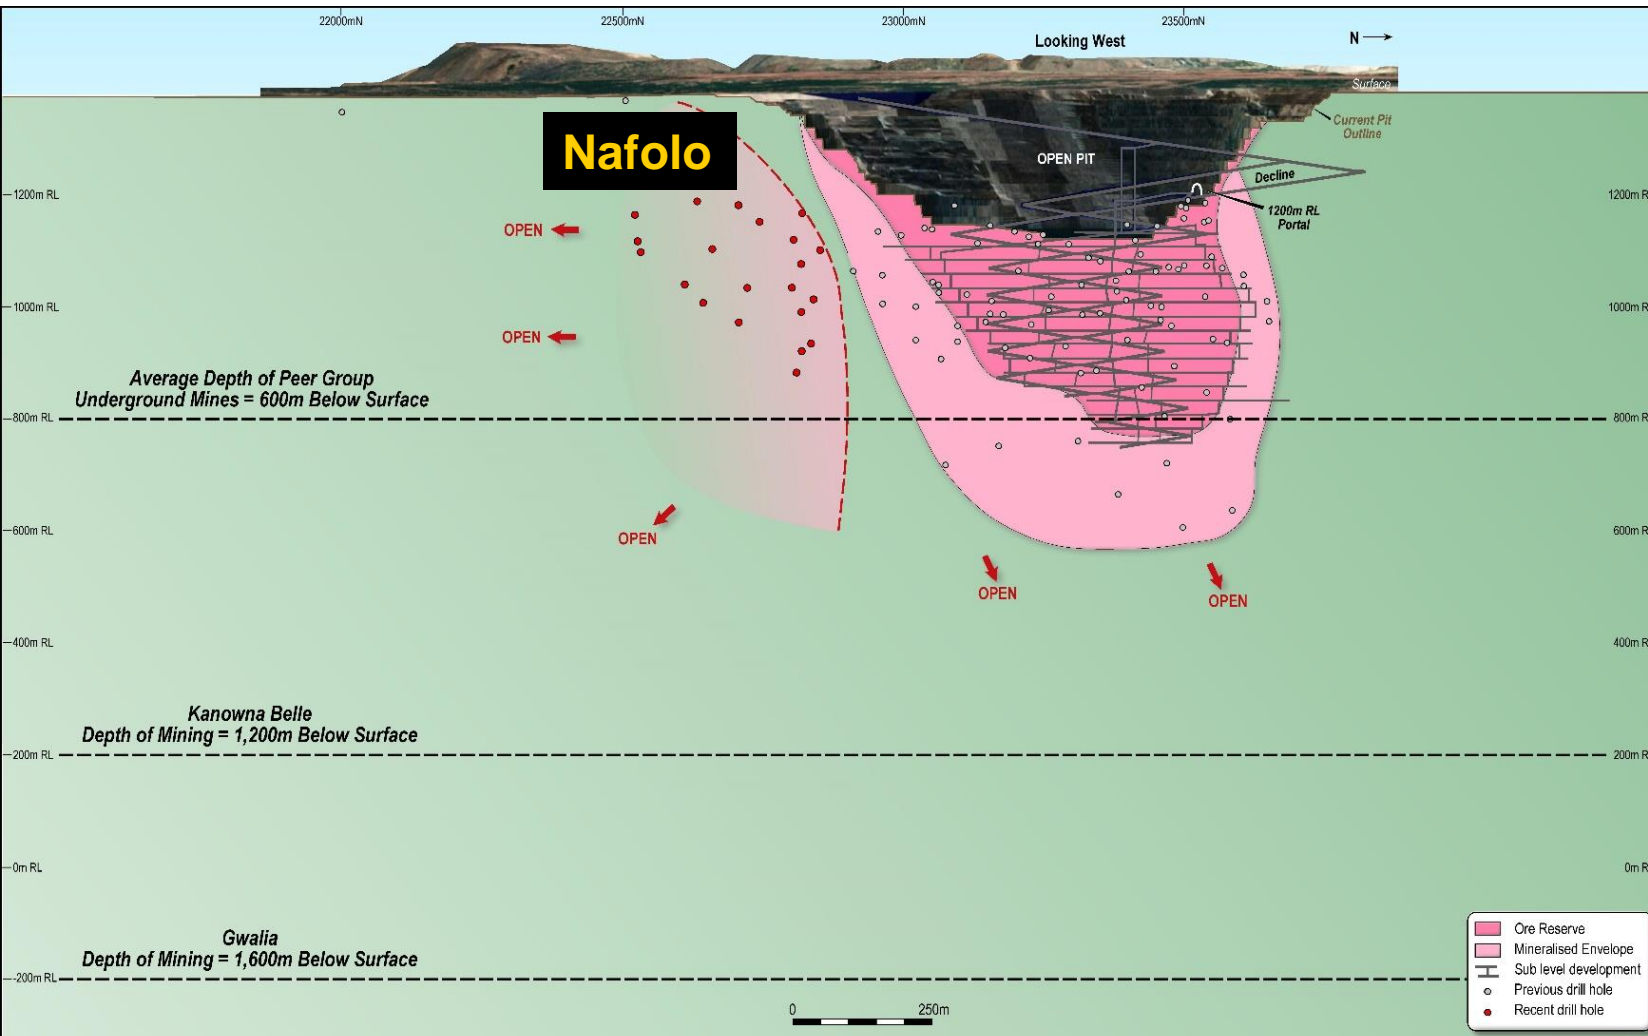 22000mN
22500mN
23000mN
23500mN
Looking West
N
Surface
Current Pit
Outline
Nafolo
OPEN PIT
Decline
1200m RL
1200m R
1200m RL
Portal
OPEN
1000m RL
1000m R
OPEN
Average Depth of Peer Group
Underground Mines = 600m Below Surface
800m RL
800m R
600m RL
600m R
OPEN
OPEN
OPEN
400m RL
400m R
Kanowna Belle
Depth of Mining = 1,200m Below Surface
200m RL
200m R
0m RL
0m R
Gwalia
Depth of Mining = 1,600m Below Surface
-200m RL
0
250m
Ore Reserve
Mineralised Envelope
Sub level development
Previous drill hole
Recent drill hole